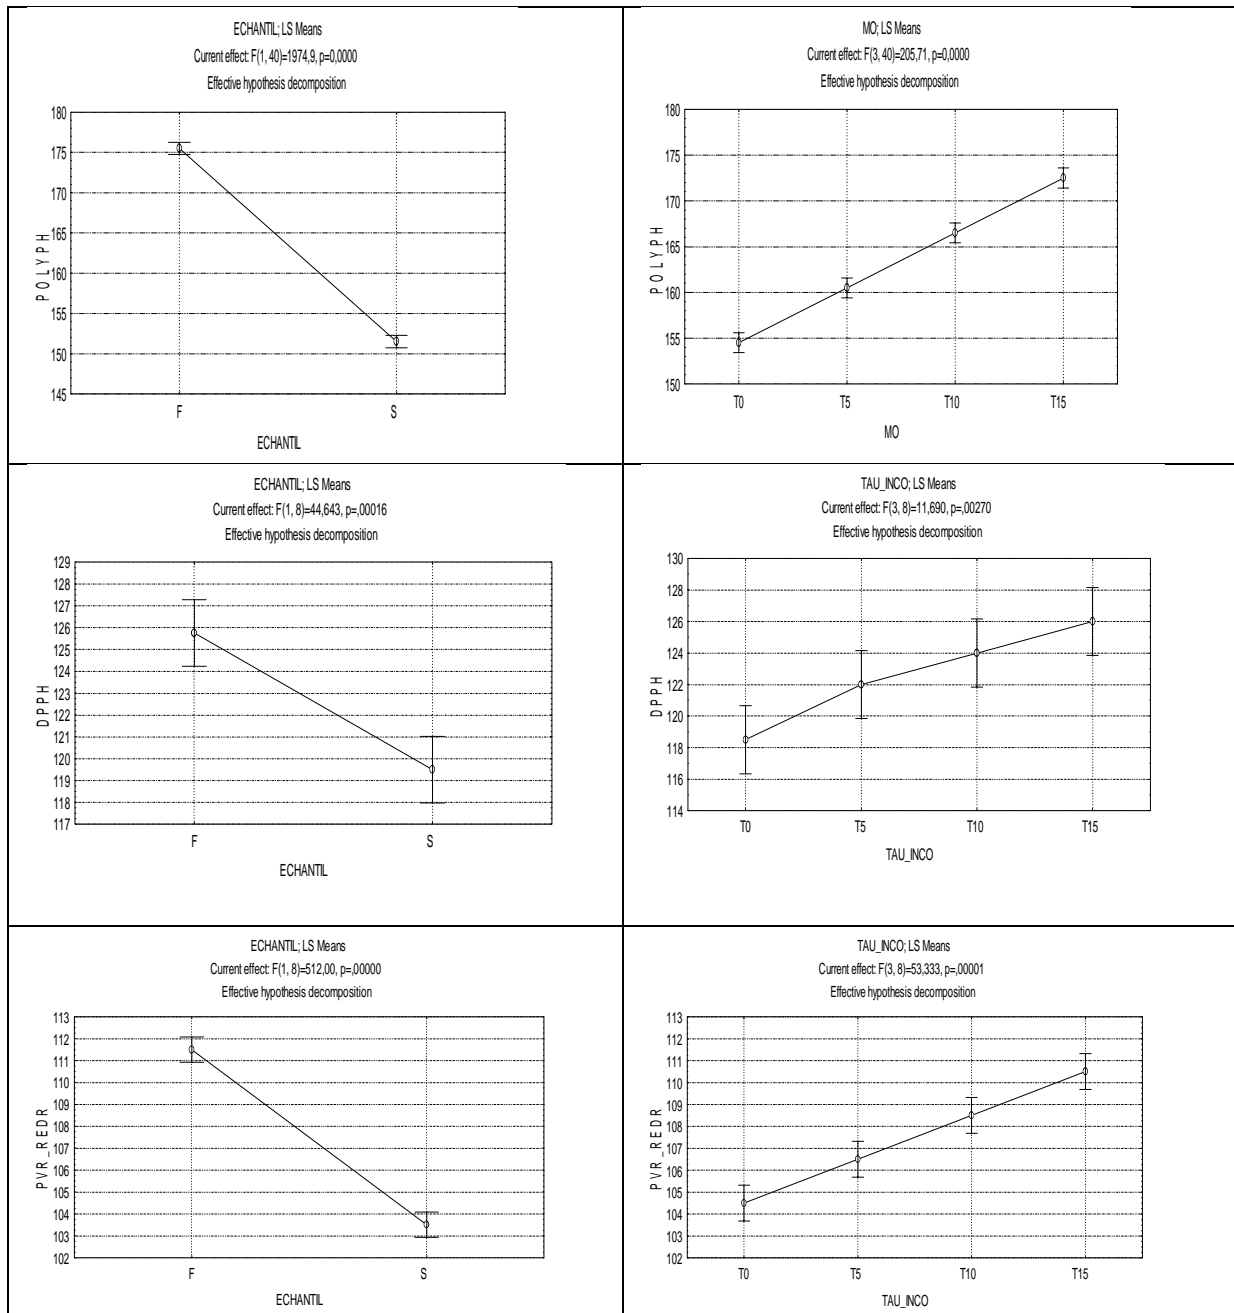 ECHANTIL; LS Means
Current effect: F(1, 40)=1974,9, p=0,0000
Effective hypothesis decomposition
180
175
170
165
160
155
150
145
POLYPH
F S
ECHANTIL
MO; LS Means
Current effect: F(3, 40)=205,71, p=0,0000
Effective hypothesis decomposition
180
175
170
165
160
155
150
POLYPH
T0 T5 T10 T15
MO
ECHANTIL; LS Means
Current effect: F(1, 8)=44,643, p=,00016
Effective hypothesis decomposition
129
128
127
126
125
124
123
122
121
120
119
118
117
DPPH
F S
ECHANTIL
TAU_INCO; LS Means
Current effect: F(3, 8)=11,690, p=,00270
Effective hypothesis decomposition
130
128
126
124
122
120
118
116
114
DPPH
T0 T5 T10 T15
TAU_INCO
ECHANTIL; LS Means
Current effect: F(1, 8)=512,00, p=,00000
Effective hypothesis decomposition
113
112
111
110
109
108
107
106
105
104
103
102
PVR_REDR
F S
ECHANTIL
TAU_INCO; LS Means
Current effect: F(3, 8)=53,333, p=,00001
Effective hypothesis decomposition
113
112
111
110
109
108
107
106
105
104
103
102
PVR_REDR
T0 T5 T10 T15
TAU_INCO